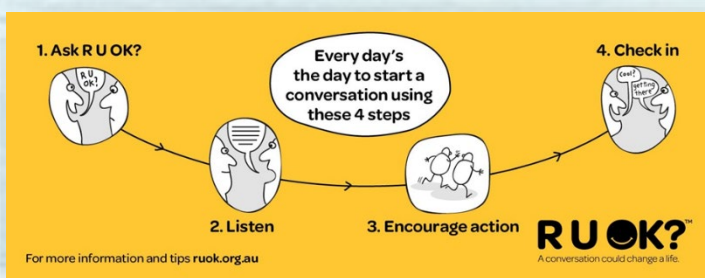 1. Ask R U OK?
R U
OK?
Every day's
the day to start a
conversation using
these 4 steps
2. Listen
3. Encourage action
4. Check in
Cool?
getting
there
For more information and tips ruok.org.au
R U OK?™
A conversation could change a life.